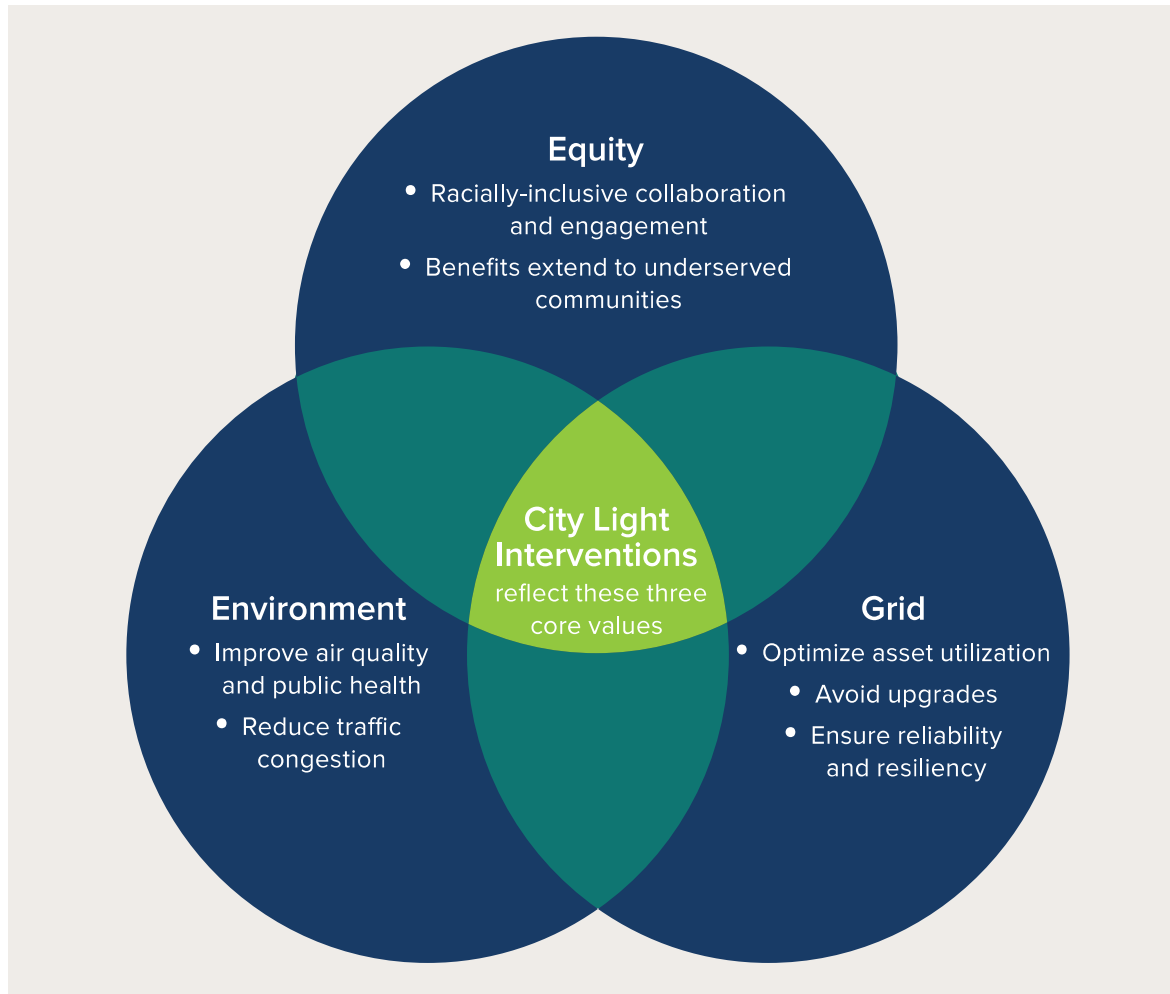 Equity
• Racially-inclusive collaboration
and engagement
• Benefits extend to underserved
communities
City Light
Interventions
reflect these three
core values
Environment
• Improve air quality
and public health
• Reduce traffic
congestion
Grid
• Optimize asset utilization
• Avoid upgrades
• Ensure reliability
and resiliency